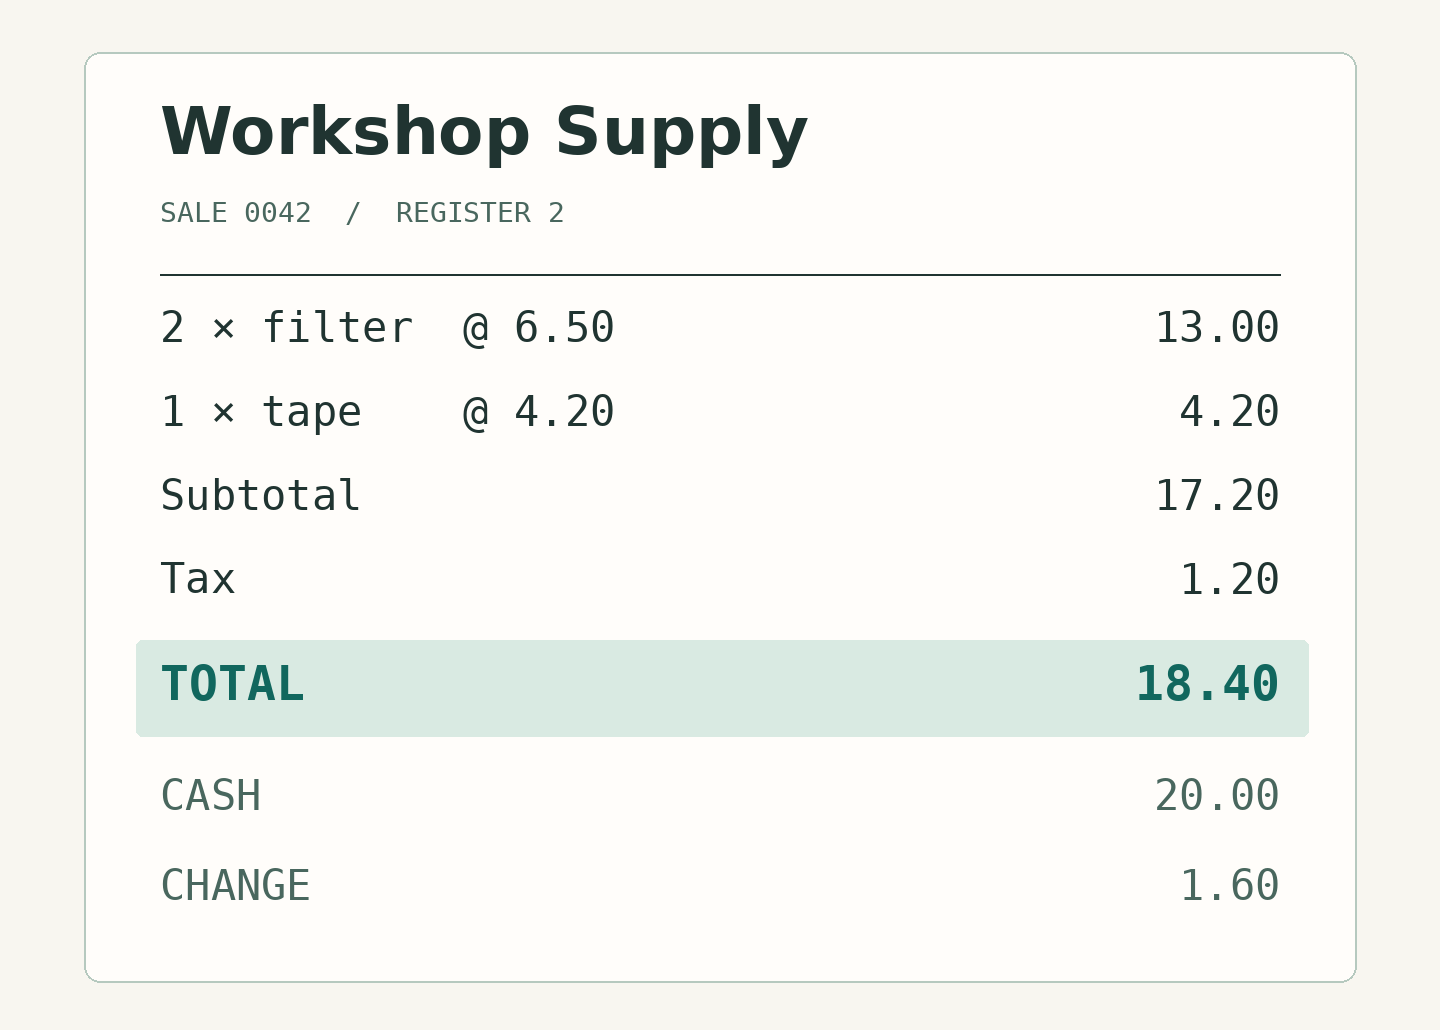 Workshop Supply
SALE 0042  /  REGISTER 2
2 × filter  @ 6.50 13.00
1 × tape    @ 4.20 4.20
Subtotal 17.20
Tax 1.20
TOTAL 18.40
CASH 20.00
CHANGE 1.60